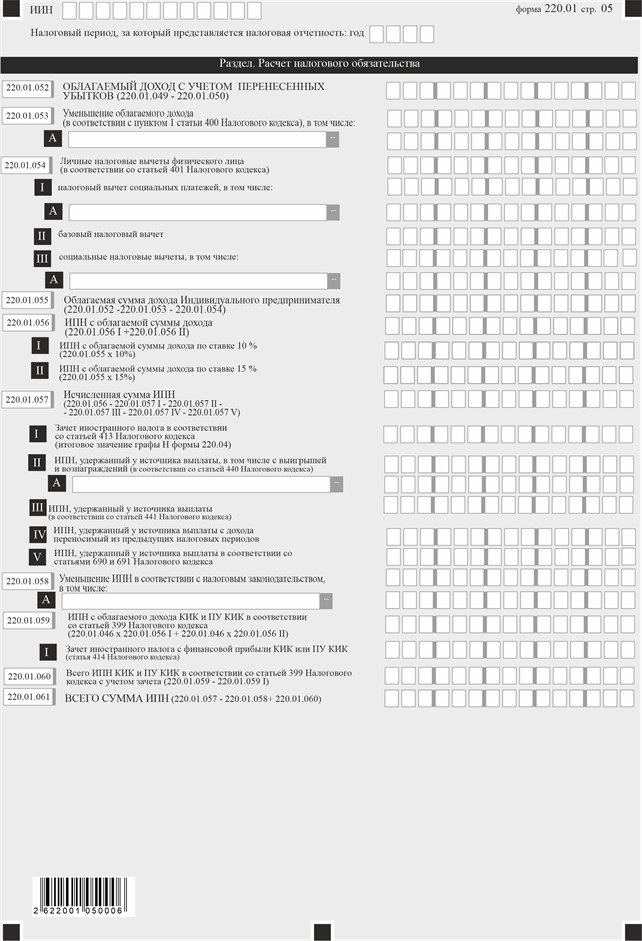 ИИН
форма 220.01 стр. 05
Налоговый период, за который представляется налоговая отчетность: год
Раздел. Расчет налогового обязательства
220.01.052
ОБЛАГАЕМЫЙ ДОХОД С УЧЕТОМ ПЕРЕНЕСЕННЫХ
УБЫТКОВ (220.01.049 - 220.01.050)
220.01.053
Уменьшение облагаемого дохода
(в соответствии с пунктом 1 статьи 400 Налогового кодекса), в том числе:
A
220.01.054
Личные налоговые вычеты физического лица
(в соответствии со статьей 401 Налогового кодекса)
I
налоговый вычет социальных платежей, в том числе:
A
II
базовый налоговый вычет
III
социальные налоговые вычеты, в том числе:
A
220.01.055
Облагаемая сумма дохода Индивидуального предпринимателя
(220.01.052 -220.01.053 - 220.01.054)
220.01.056
ИПН с облагаемой суммы дохода
(220.01.056 I +220.01.056 II)
I
ИПН с облагаемой суммы дохода по ставке 10 %
(220.01.055 х 10%)
II
ИПН с облагаемой суммы дохода по ставке 15 %
(220.01.055 х 15%)
220.01.057
Исчисленная сумма ИПН
(220.01.056 - 220.01.057 I - 220.01.057 II -
- 220.01.057 III - 220.01.057 IV - 220.01.057 V)
I
Зачет иностранного налога в соответствии
со статьей 413 Налогового кодекса
(итоговое значение графы H формы 220.04)
II
ИПН, удержанный у источника выплаты, в том числе с выигрышей
и вознаграждений (в соответствии со статьей 440 Налогового кодекса)
A
III
ИПН, удержанный у источника выплаты
(в соответствии со статьей 441 Налогового кодекса)
IV
ИПН, удержанный у источника выплаты с дохода
переносимый из предыдущих налоговых периодов
V
ИПН, удержанный у источника выплаты в соответствии со
статьями 690 и 691 Налогового кодекса
220.01.058
Уменьшение ИПН в соответствии с налоговым законодательством,
в том числе:
A
220.01.059
ИПН с облагаемого дохода КИК и ПУ КИК в соответствии
со статьей 399 Налогового кодекса
(220.01.046 х 220.01.056 I + 220.01.046 х 220.01.056 II)
I
Зачет иностранного налога с финансовой прибыли КИК или ПУ КИК
(статья 414 Налогового кодекса)
220.01.060
Всего ИПН КИК и ПУ КИК в соответствии со статьей 399 Налогового
кодекса с учетом зачета (220.01.059 - 220.01.059 I)
220.01.061
ВСЕГО СУММА ИПН (220.01.057 - 220.01.058+ 220.01.060)
2 622001 050006